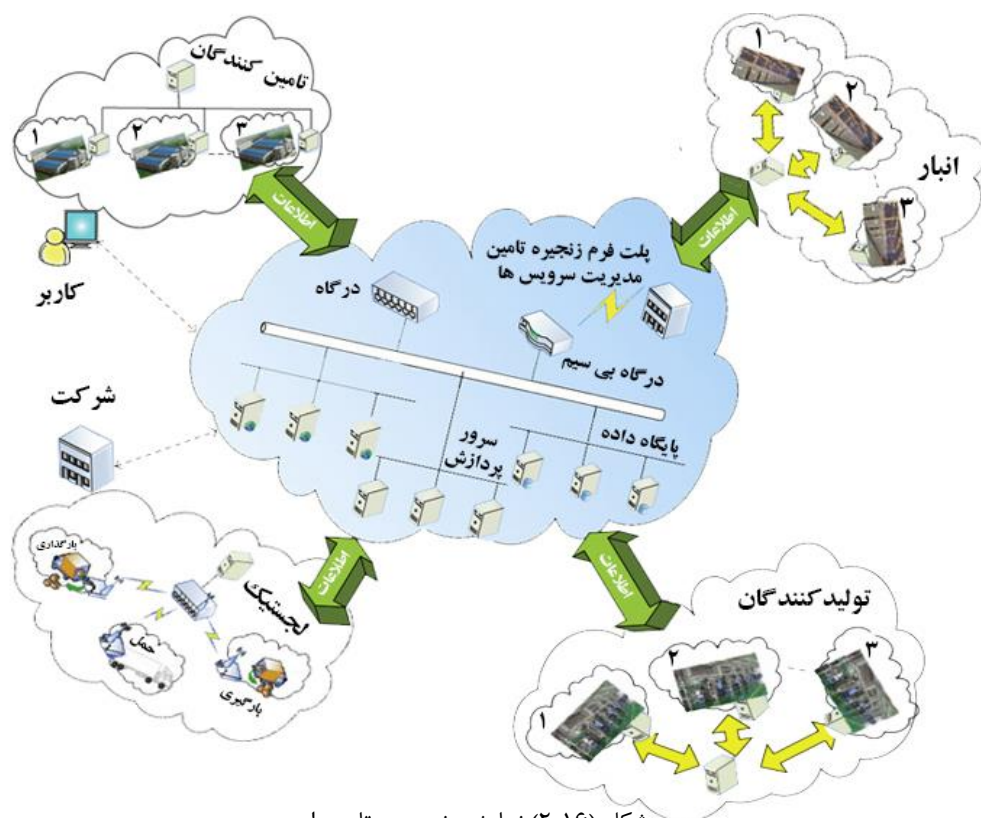 تامین کنندگان
۱
۲
۳
۱
۲
۳
انبار
اطلاعات
اطلاعات
کاربر
پلت فرم زنجیره تامین
مدیریت سرویس ها
درگاه
درگاه بی سیم
شرکت
سرور
پردازش
پایگاه داده
اطلاعات
اطلاعات
بارگذاری
لجستیک
حمل
بارگیری
تولیدکنندگان
۱
۲
۳